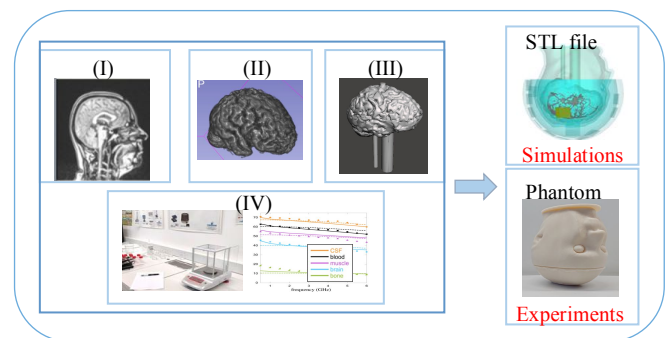 (I)
(II)
(III)
P
(IV)
CSF
blood
muscle
brain
bone
frequency (GHz)
STL file
Simulations
Phantom
Experiments